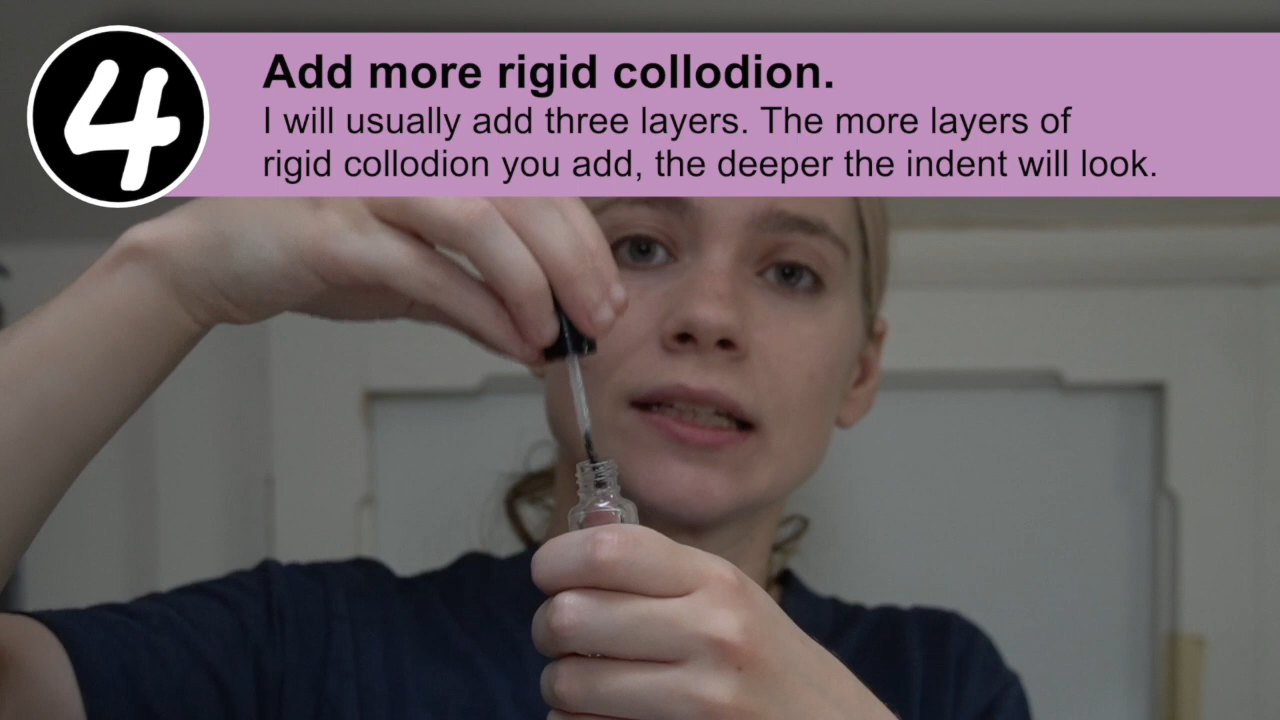 4
Add more rigid collodion.
I will usually add three layers. The more layers of
rigid collodion you add, the deeper the indent will look.